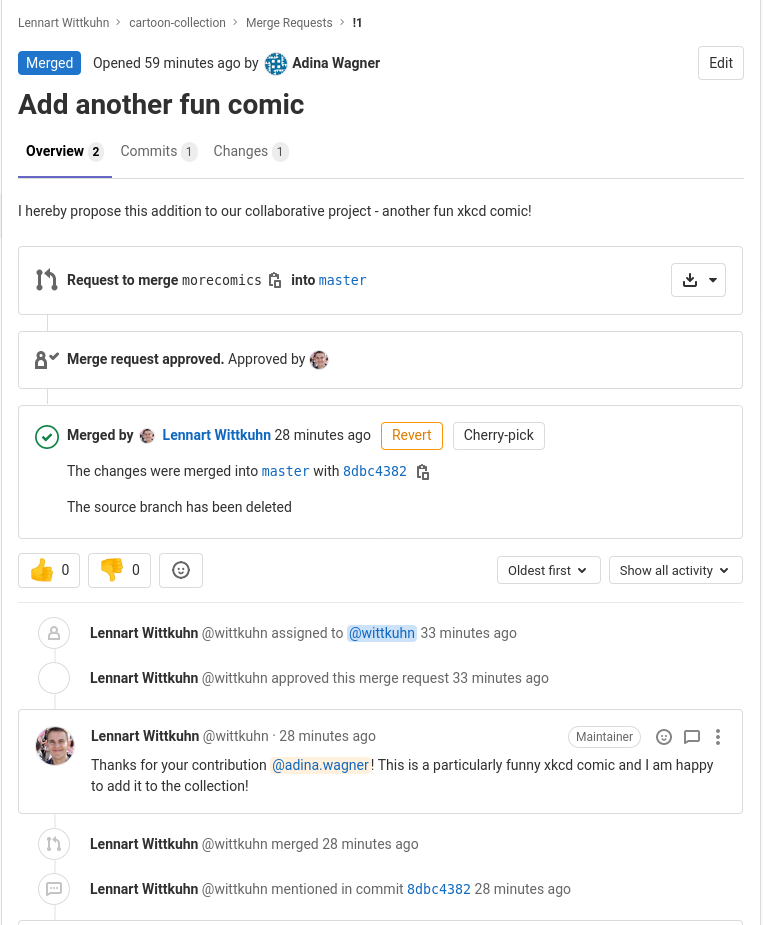 Lennart Wittkuhn > cartoon-collection > Merge Requests > !1
Merged Opened 59 minutes ago by Adina Wagner Edit
Add another fun comic
Overview 2 Commits 1 Changes 1
I hereby propose this addition to our collaborative project - another fun xkcd comic!
Request to merge morecomics into master
Merge request approved. Approved by
Merged by Lennart Wittkuhn 28 minutes ago Revert Cherry-pick
The changes were merged into master with 8dbc4382
The source branch has been deleted
👍 0 👎 0 Oldest first Show all activity
Lennart Wittkuhn @wittkuhn assigned to @wittkuhn 33 minutes ago
Lennart Wittkuhn @wittkuhn approved this merge request 33 minutes ago
Lennart Wittkuhn @wittkuhn · 28 minutes ago Maintainer
Thanks for your contribution @adina.wagner! This is a particularly funny xkcd comic and I am happy
to add it to the collection!
Lennart Wittkuhn @wittkuhn merged 28 minutes ago
Lennart Wittkuhn @wittkuhn mentioned in commit 8dbc4382 28 minutes ago